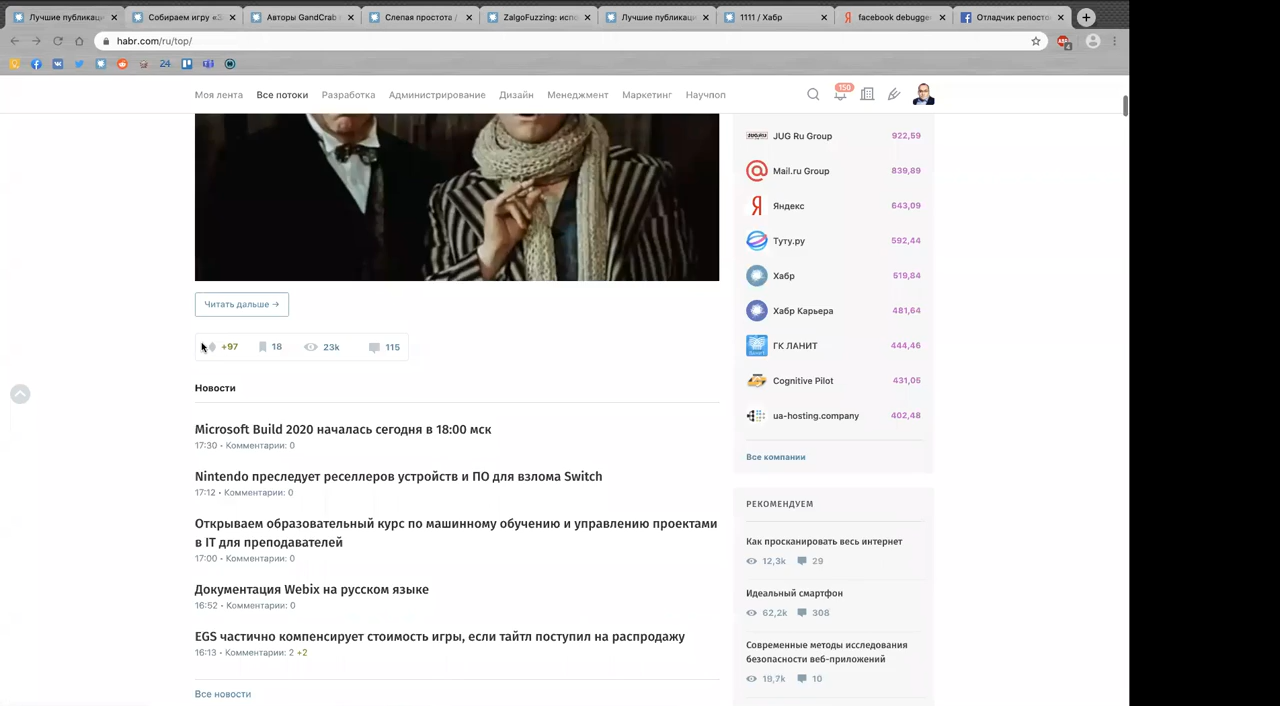 Лучшие публикаци
Собираем игру «З
Авторы GandCrab
Слепая простота /
ZalgoFuzzing: испо
Лучшие публикаци
1111 / Хабр
facebook debugge
Отладчик репосто
habr.com/ru/top/
4
24
Моя лента Все потоки Разработка Администрирование Дизайн Менеджмент Маркетинг Научпоп
150
JUG Ru Group 922,59
Mail.ru Group 839,89
Яндекс 643,09
Туту.ру 592,44
Хабр 619,84
Хабр Карьера 481,64
ГК ЛАНИТ 444,46
Cognitive Pilot 431,05
ua-hosting.company 402,48
Все компании
Читать дальше →
+97 18 23k 115
Новости
Microsoft Build 2020 началась сегодня в 18:00 мск
17:30 • Комментарии: 0
Nintendo преследует реселлеров устройств и ПО для взлома Switch
17:12 • Комментарии: 0
Открываем образовательный курс по машинному обучению и управлению проектами
в IT для преподавателей
17:00 • Комментарии: 0
Документация Webix на русском языке
16:52 • Комментарии: 0
EGS частично компенсирует стоимость игры, если тайтл поступил на распродажу
16:13 • Комментарии: 2 +2
Все новости
РЕКОМЕНДУЕМ
Как просканировать весь интернет
12,3k 29
Идеальный смартфон
62,2k 308
Современные методы исследования
безопасности веб-приложений
19,7k 10